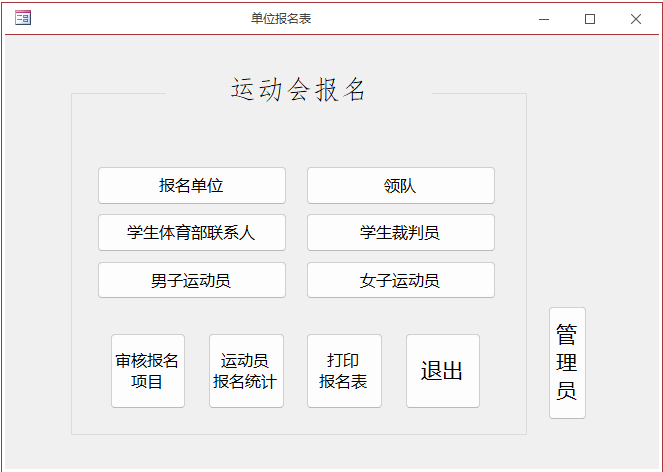 单位报名表
运动会报名
报名单位
领队
学生体育部联系人
学生裁判员
男子运动员
女子运动员
审核报名
项目
运动员
报名统计
打印
报名表
退出
管
理
员